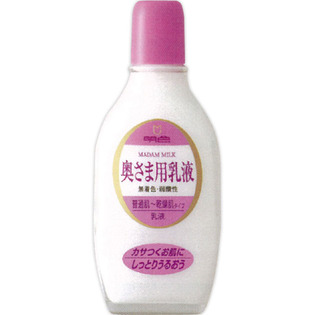 明色
MADAM MILK
奥さま用乳液
無着色・弱酸性
普通肌〜乾燥肌タイプ
乳液
カサつくお肌に
しっとりうるおう